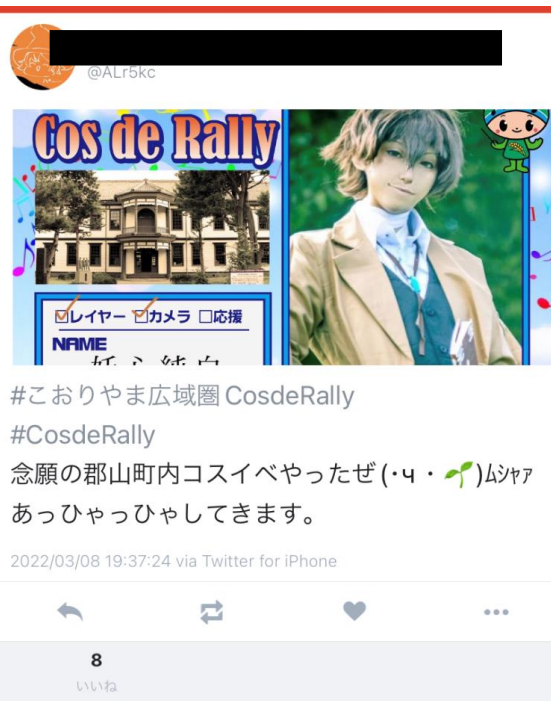 @ALr5kc
Cos de Rally
☑レイヤー ☑カメラ □応援
NAME
#こおりやま広域圏CosdeRally
#CosdeRally
念願の郡山町内コスイベやったぜ(･ч・🌱)ﾑｼｬｧ
あっひゃっひゃしてきます。
2022/03/08 19:37:24 via Twitter for iPhone
8
いいね